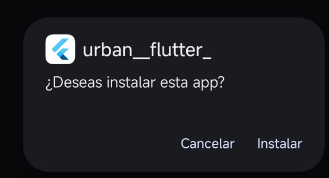 urban__flutter_
¿Deseas instalar esta app?
Cancelar Instalar